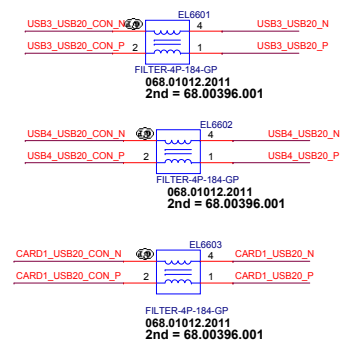 EL6601
USB3_USB20_CON_N 4 USB3_USB20_N
USB3_USB20_CON_P 2 1 USB3_USB20_P
FILTER-4P-184-GP
068.01012.2011
2nd = 68.00396.001
EL6602
USB4_USB20_CON_N 4 USB4_USB20_N
USB4_USB20_CON_P 2 1 USB4_USB20_P
FILTER-4P-184-GP
068.01012.2011
2nd = 68.00396.001
EL6603
CARD1_USB20_CON_N 4 CARD1_USB20_N
CARD1_USB20_CON_P 2 1 CARD1_USB20_P
FILTER-4P-184-GP
068.01012.2011
2nd = 68.00396.001